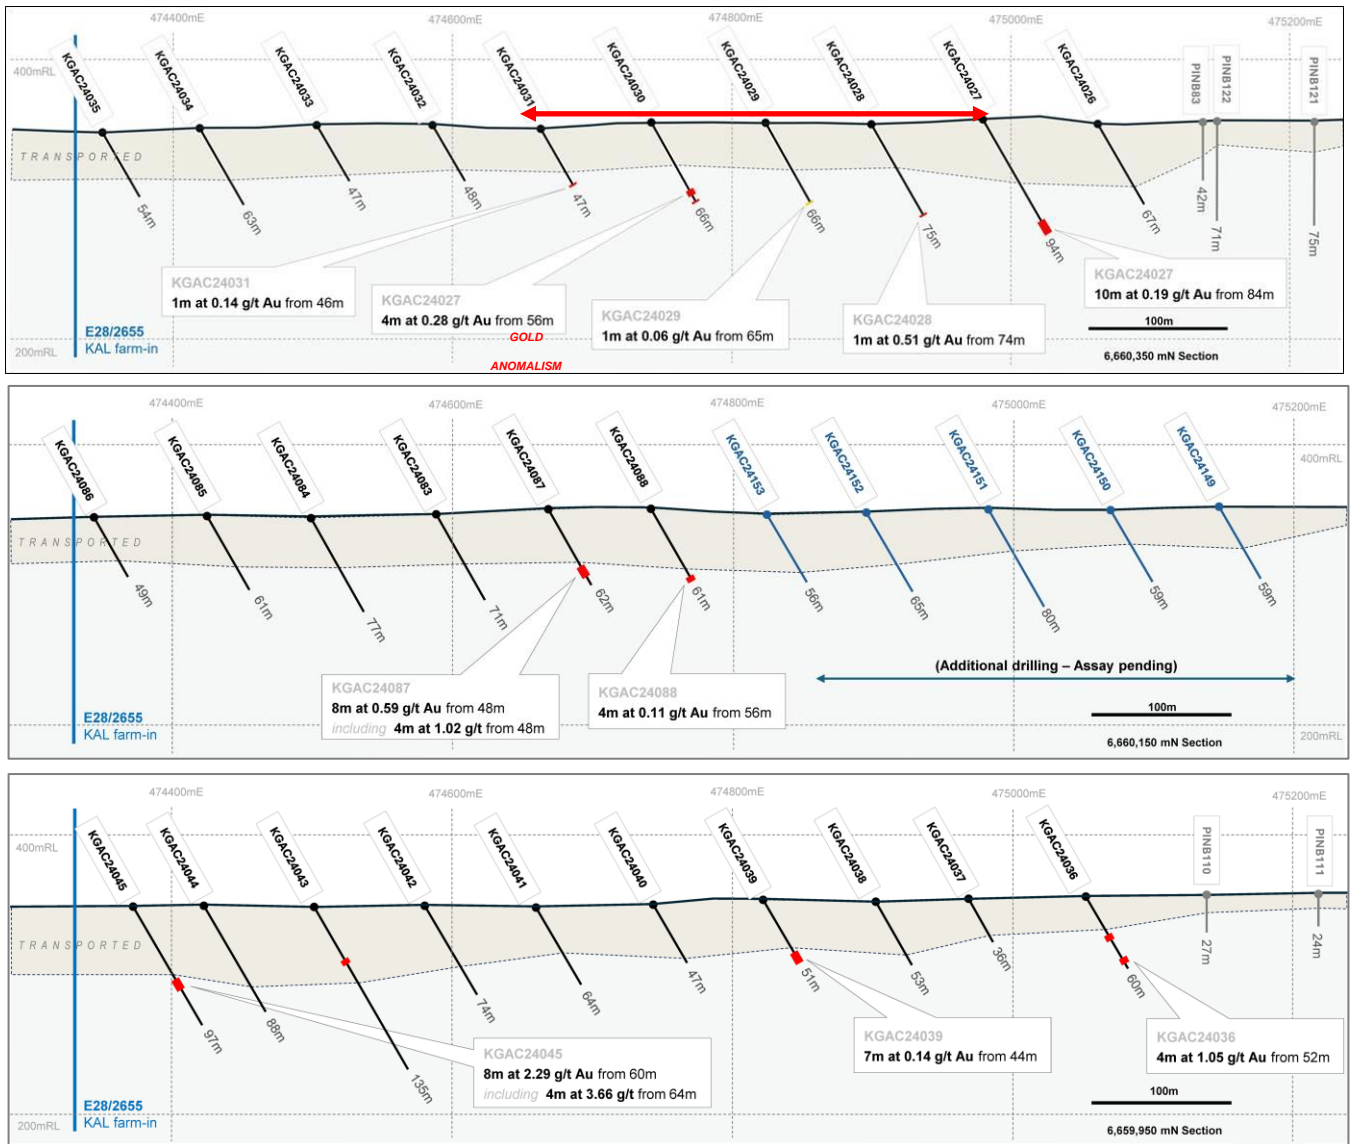 474400mE
474600mE
474800mE
475000mE
475200mE
400mRL
KGAC24035
KGAC24034
KGAC24033
KGAC24032
KGAC24031
KGAC24030
KGAC24029
KGAC24028
KGAC24027
KGAC24026
PINB83
PINB122
PINB121
TRANSPORTED
54m
63m
47m
48m
47m
66m
66m
75m
94m
67m
42m
71m
75m
KGAC24031
1m at 0.14 g/t Au from 46m
KGAC24027
4m at 0.28 g/t Au from 56m
KGAC24029
1m at 0.06 g/t Au from 65m
KGAC24028
1m at 0.51 g/t Au from 74m
KGAC24027
10m at 0.19 g/t Au from 84m
GOLD
ANOMALISM
E28/2655
KAL farm-in
200mRL
100m
6,660,350 mN Section
474400mE
474600mE
474800mE
475000mE
475200mE
400mRL
KGAC24086
KGAC24085
KGAC24084
KGAC24083
KGAC24087
KGAC24088
KGAC24153
KGAC24152
KGAC24151
KGAC24150
KGAC24149
TRANSPORTED
49m
61m
77m
71m
62m
61m
56m
65m
80m
59m
59m
KGAC24087
8m at 0.59 g/t Au from 48m
including 4m at 1.02 g/t from 48m
KGAC24088
4m at 0.11 g/t Au from 56m
(Additional drilling – Assay pending)
E28/2655
KAL farm-in
100m
200mRL
6,660,150 mN Section
474400mE
474600mE
474800mE
475000mE
475200mE
400mRL
KGAC24045
KGAC24044
KGAC24043
KGAC24042
KGAC24041
KGAC24040
KGAC24039
KGAC24038
KGAC24037
KGAC24036
PINB110
PINB111
TRANSPORTED
97m
88m
135m
74m
64m
47m
51m
53m
36m
60m
27m
24m
KGAC24045
8m at 2.29 g/t Au from 60m
including 4m at 3.66 g/t from 64m
KGAC24039
7m at 0.14 g/t Au from 44m
KGAC24036
4m at 1.05 g/t Au from 52m
E28/2655
KAL farm-in
200mRL
100m
6,659,950 mN Section